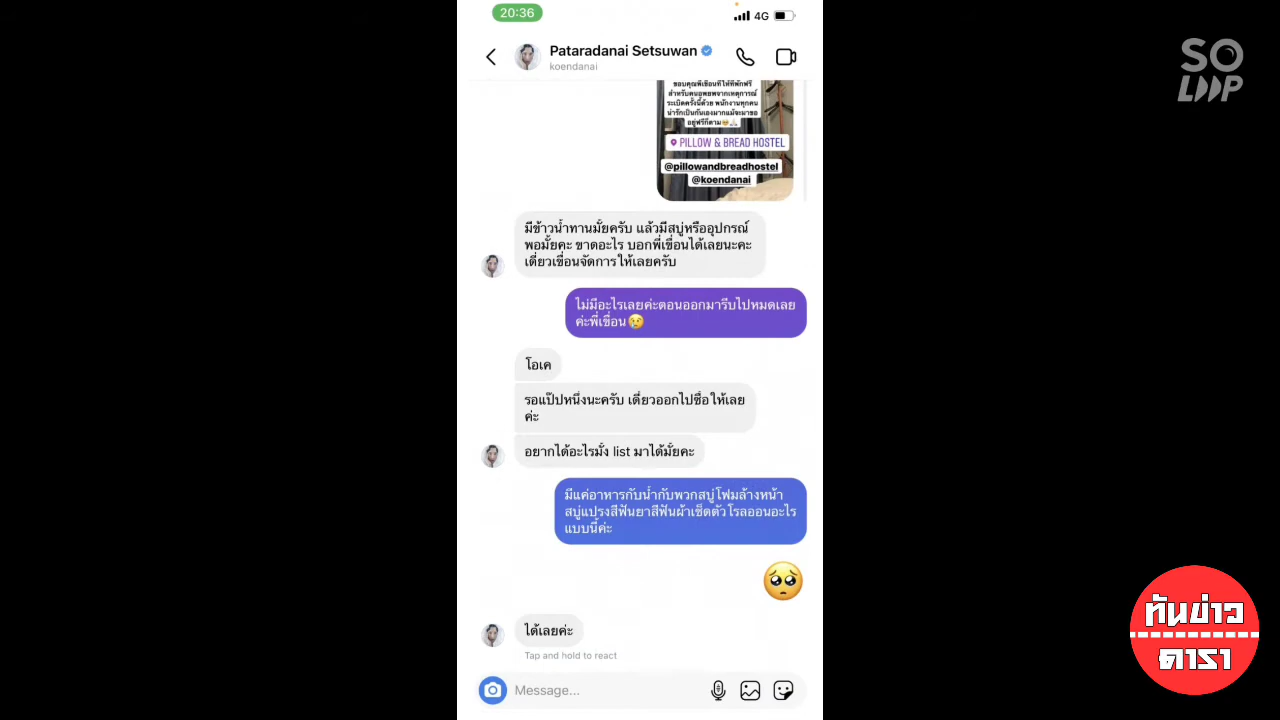 20:36
4G
SO
LOOP
Pataradanai Setsuwan
koendanai
ขอบคุณพี่เขื่อนที่ให้ที่พักฟรี
สำหรับคนอพยพจากเหตุการณ์
ระเบิดครั้งนี้ด้วย พนักงานทุกคน
น่ารักเป็นกันเองมากแม้จะมาขอ
อยู่ฟรีก็ตาม🥺🙏🏻
PILLOW & BREAD HOSTEL
@pillowandbreadhostel
@koendanai
มีข้าวน้ำทานมั้ยครับ แล้วมีสบู่หรืออุปกรณ์
พอมั้ยคะ ขาดอะไร บอกพี่เขื่อนได้เลยนะคะ
เดี่ยวเขื่อนจัดการให้เลยครับ
ไม่มีอะไรเลยค่ะตอนออกมารีบไปหมดเลย
ค่ะพี่เขื่อน😢
โอเค
รอแป๊ปหนึ่งนะครับ เดี่ยวออกไปซื้อให้เลย
ค่ะ
อยากได้อะไรมั่ง list มาได้มั้ยคะ
มีแค่อาหารกับน้ำกับพวกสบู่โฟมล้างหน้า
สบู่แปรงสีฟันยาสีฟันผ้าเช็ดตัวโรลออนอะไร
แบบนี้ค่ะ
🥺
ได้เลยค่ะ
Tap and hold to react
Message...
ทันข่าว
ดารา